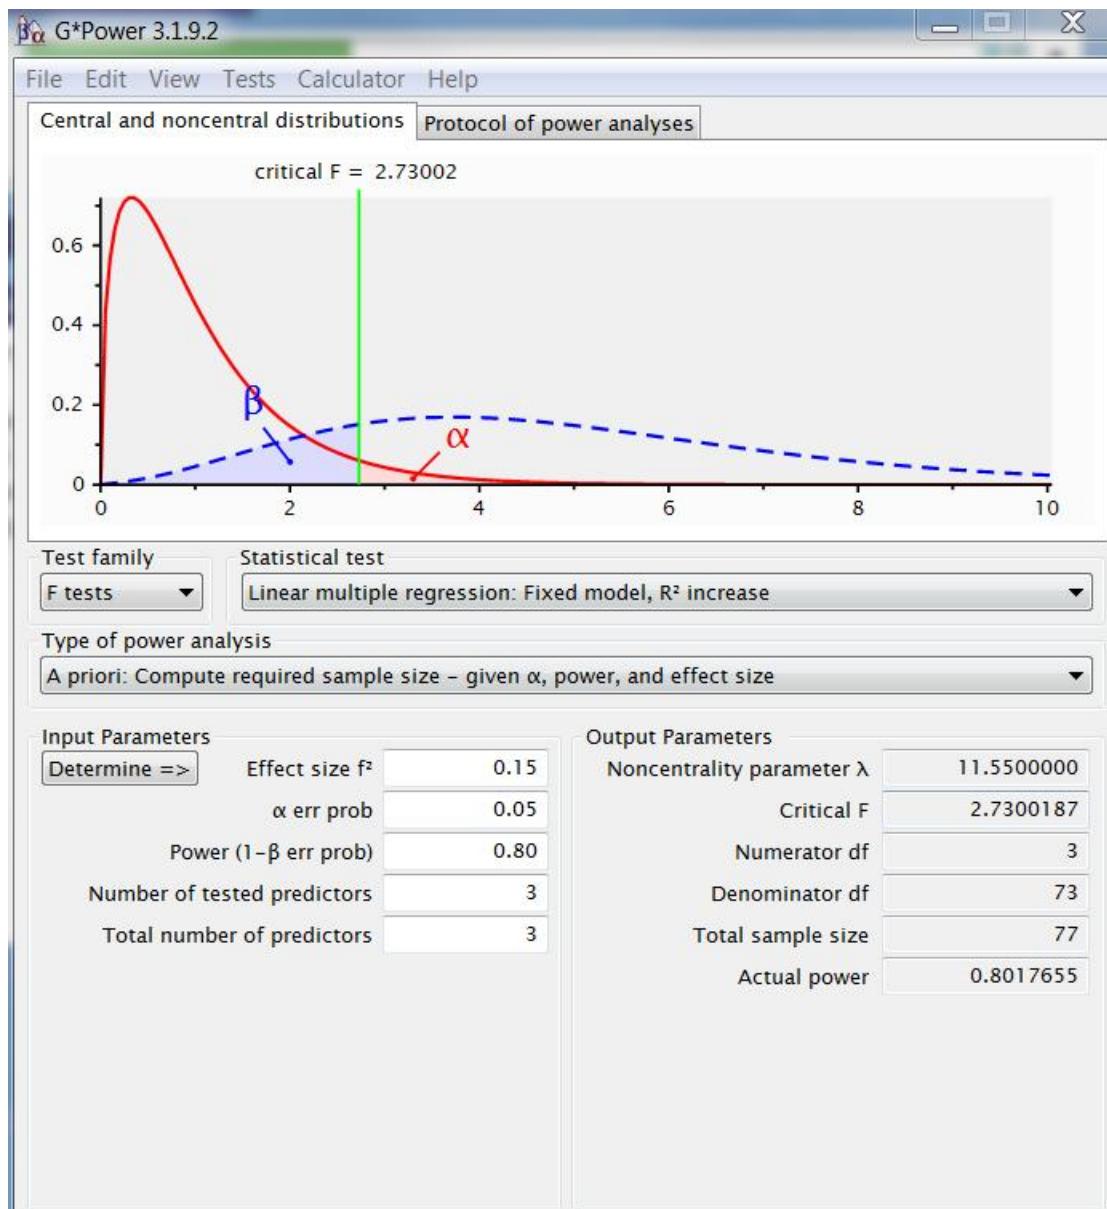 G*Power 3.1.9.2
File Edit View Tests Calculator Help
Central and noncentral distributions Protocol of power analyses
critical F = 2.73002
0.6
0.4
0.2
0
β
α
0 2 4 6 8 10
Test family Statistical test
F tests Linear multiple regression: Fixed model, R² increase
Type of power analysis
A priori: Compute required sample size – given α, power, and effect size
Input Parameters
Determine => Effect size f² 0.15
α err prob 0.05
Power (1-β err prob) 0.80
Number of tested predictors 3
Total number of predictors 3
Output Parameters
Noncentrality parameter λ 11.5500000
Critical F 2.7300187
Numerator df 3
Denominator df 73
Total sample size 77
Actual power 0.8017655